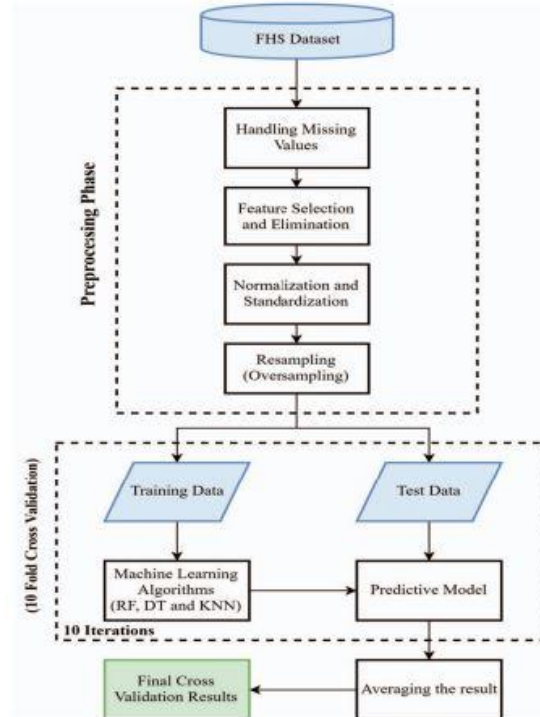 FHS Dataset
Preprocessing Phase
Handling Missing
Values
Feature Selection
and Elimination
Normalization and
Standardization
Resampling
(Oversampling)
(10 Fold Cross Validation)
Training Data
Test Data
Machine Learning
Algorithms
(RF, DT and KNN)
Predictive Model
10 Iterations
Final Cross
Validation Results
Averaging the result